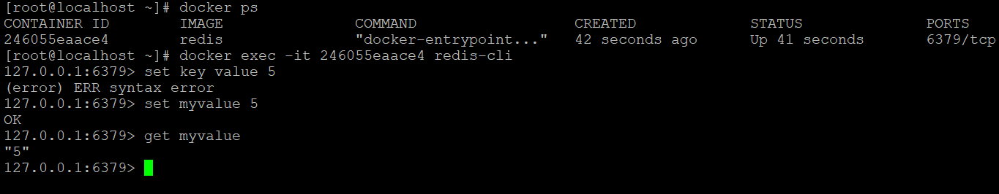 [root@localhost ~]# docker ps
CONTAINER ID        IMAGE               COMMAND                  CREATED             STATUS              PORTS
246055eaace4        redis               "docker-entrypoint..."   42 seconds ago      Up 41 seconds       6379/tcp
[root@localhost ~]# docker exec -it 246055eaace4 redis-cli
127.0.0.1:6379> set key value 5
(error) ERR syntax error
127.0.0.1:6379> set myvalue 5
OK
127.0.0.1:6379> get myvalue
"5"
127.0.0.1:6379>